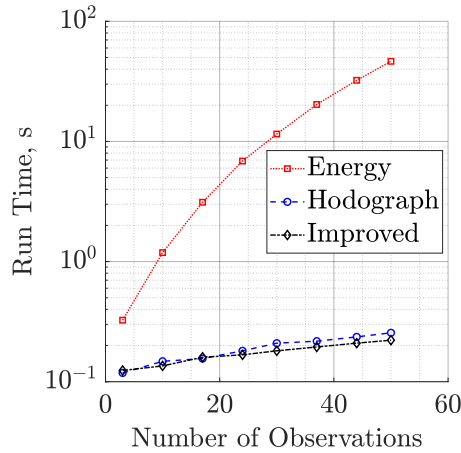 10^2
10^1
10^0
10^{-1}
Run Time, s
Energy
Hodograph
Improved
0 20 40 60
Number of Observations